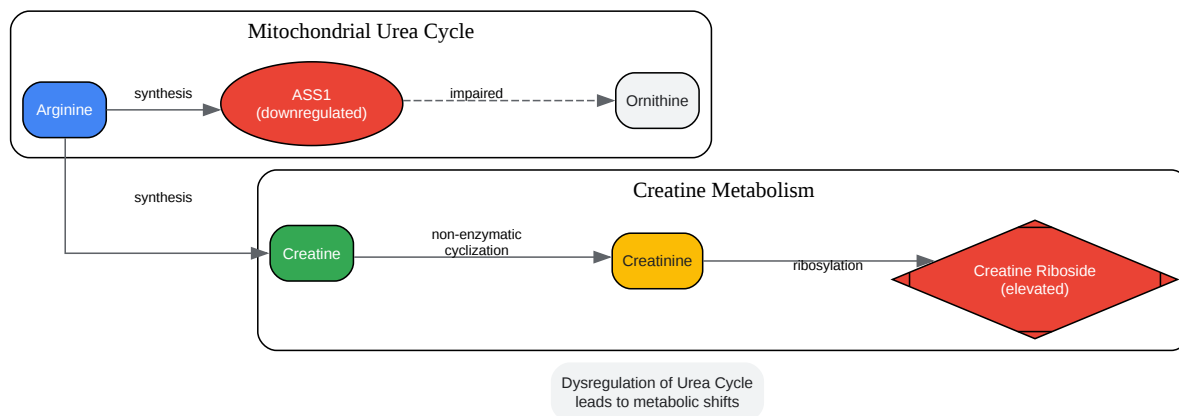 Mitochondrial Urea Cycle
Arginine
synthesis
ASS1
(downregulated)
impaired
Ornithine
synthesis
Creatine Metabolism
Creatine
non-enzymatic
cyclization
Creatinine
ribosylation
Creatine Riboside
(elevated)
Dysregulation of Urea Cycle
leads to metabolic shifts